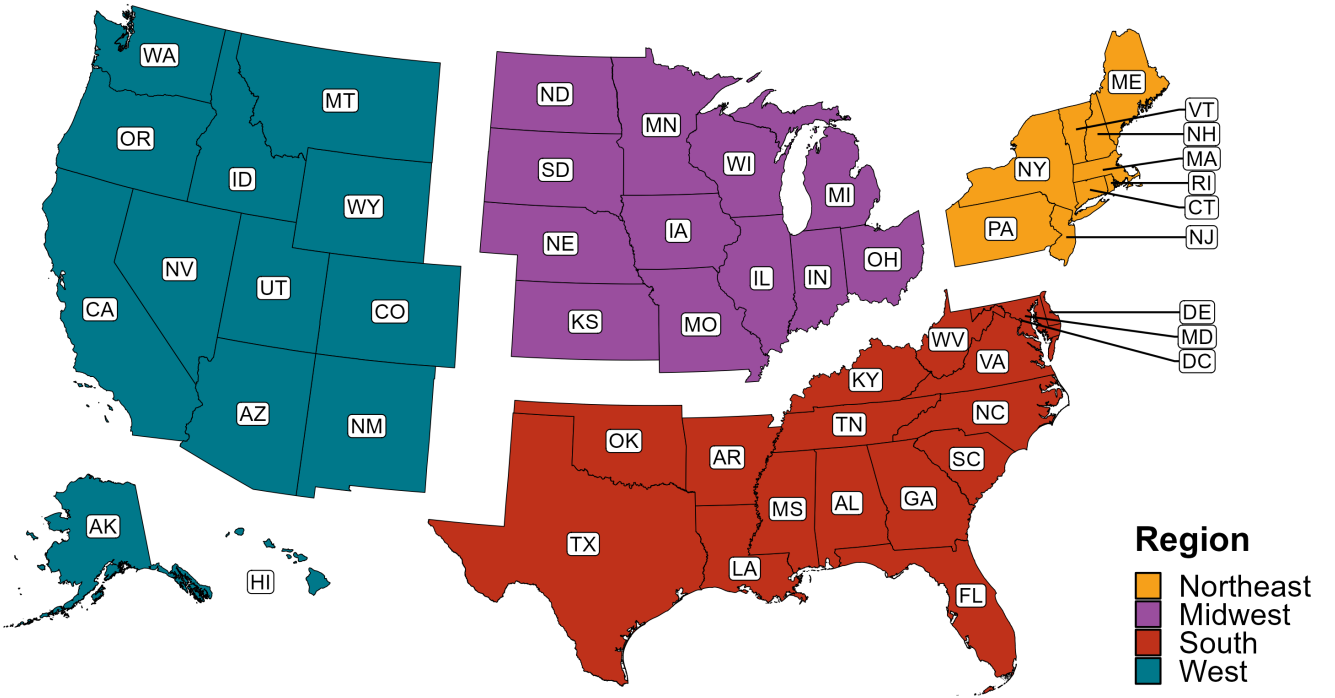 WA
MT
OR
ID
WY
NV
UT
CA
CO
AZ
NM
AK
HI
ND
MN
SD
WI
MI
NE
IA
IL
IN
OH
KS
MO
ME
VT
NH
NY
MA
RI
CT
PA
NJ
DE
MD
DC
WV
VA
KY
NC
TN
OK
AR
SC
MS
AL
GA
TX
LA
FL
Region
Northeast
Midwest
South
West